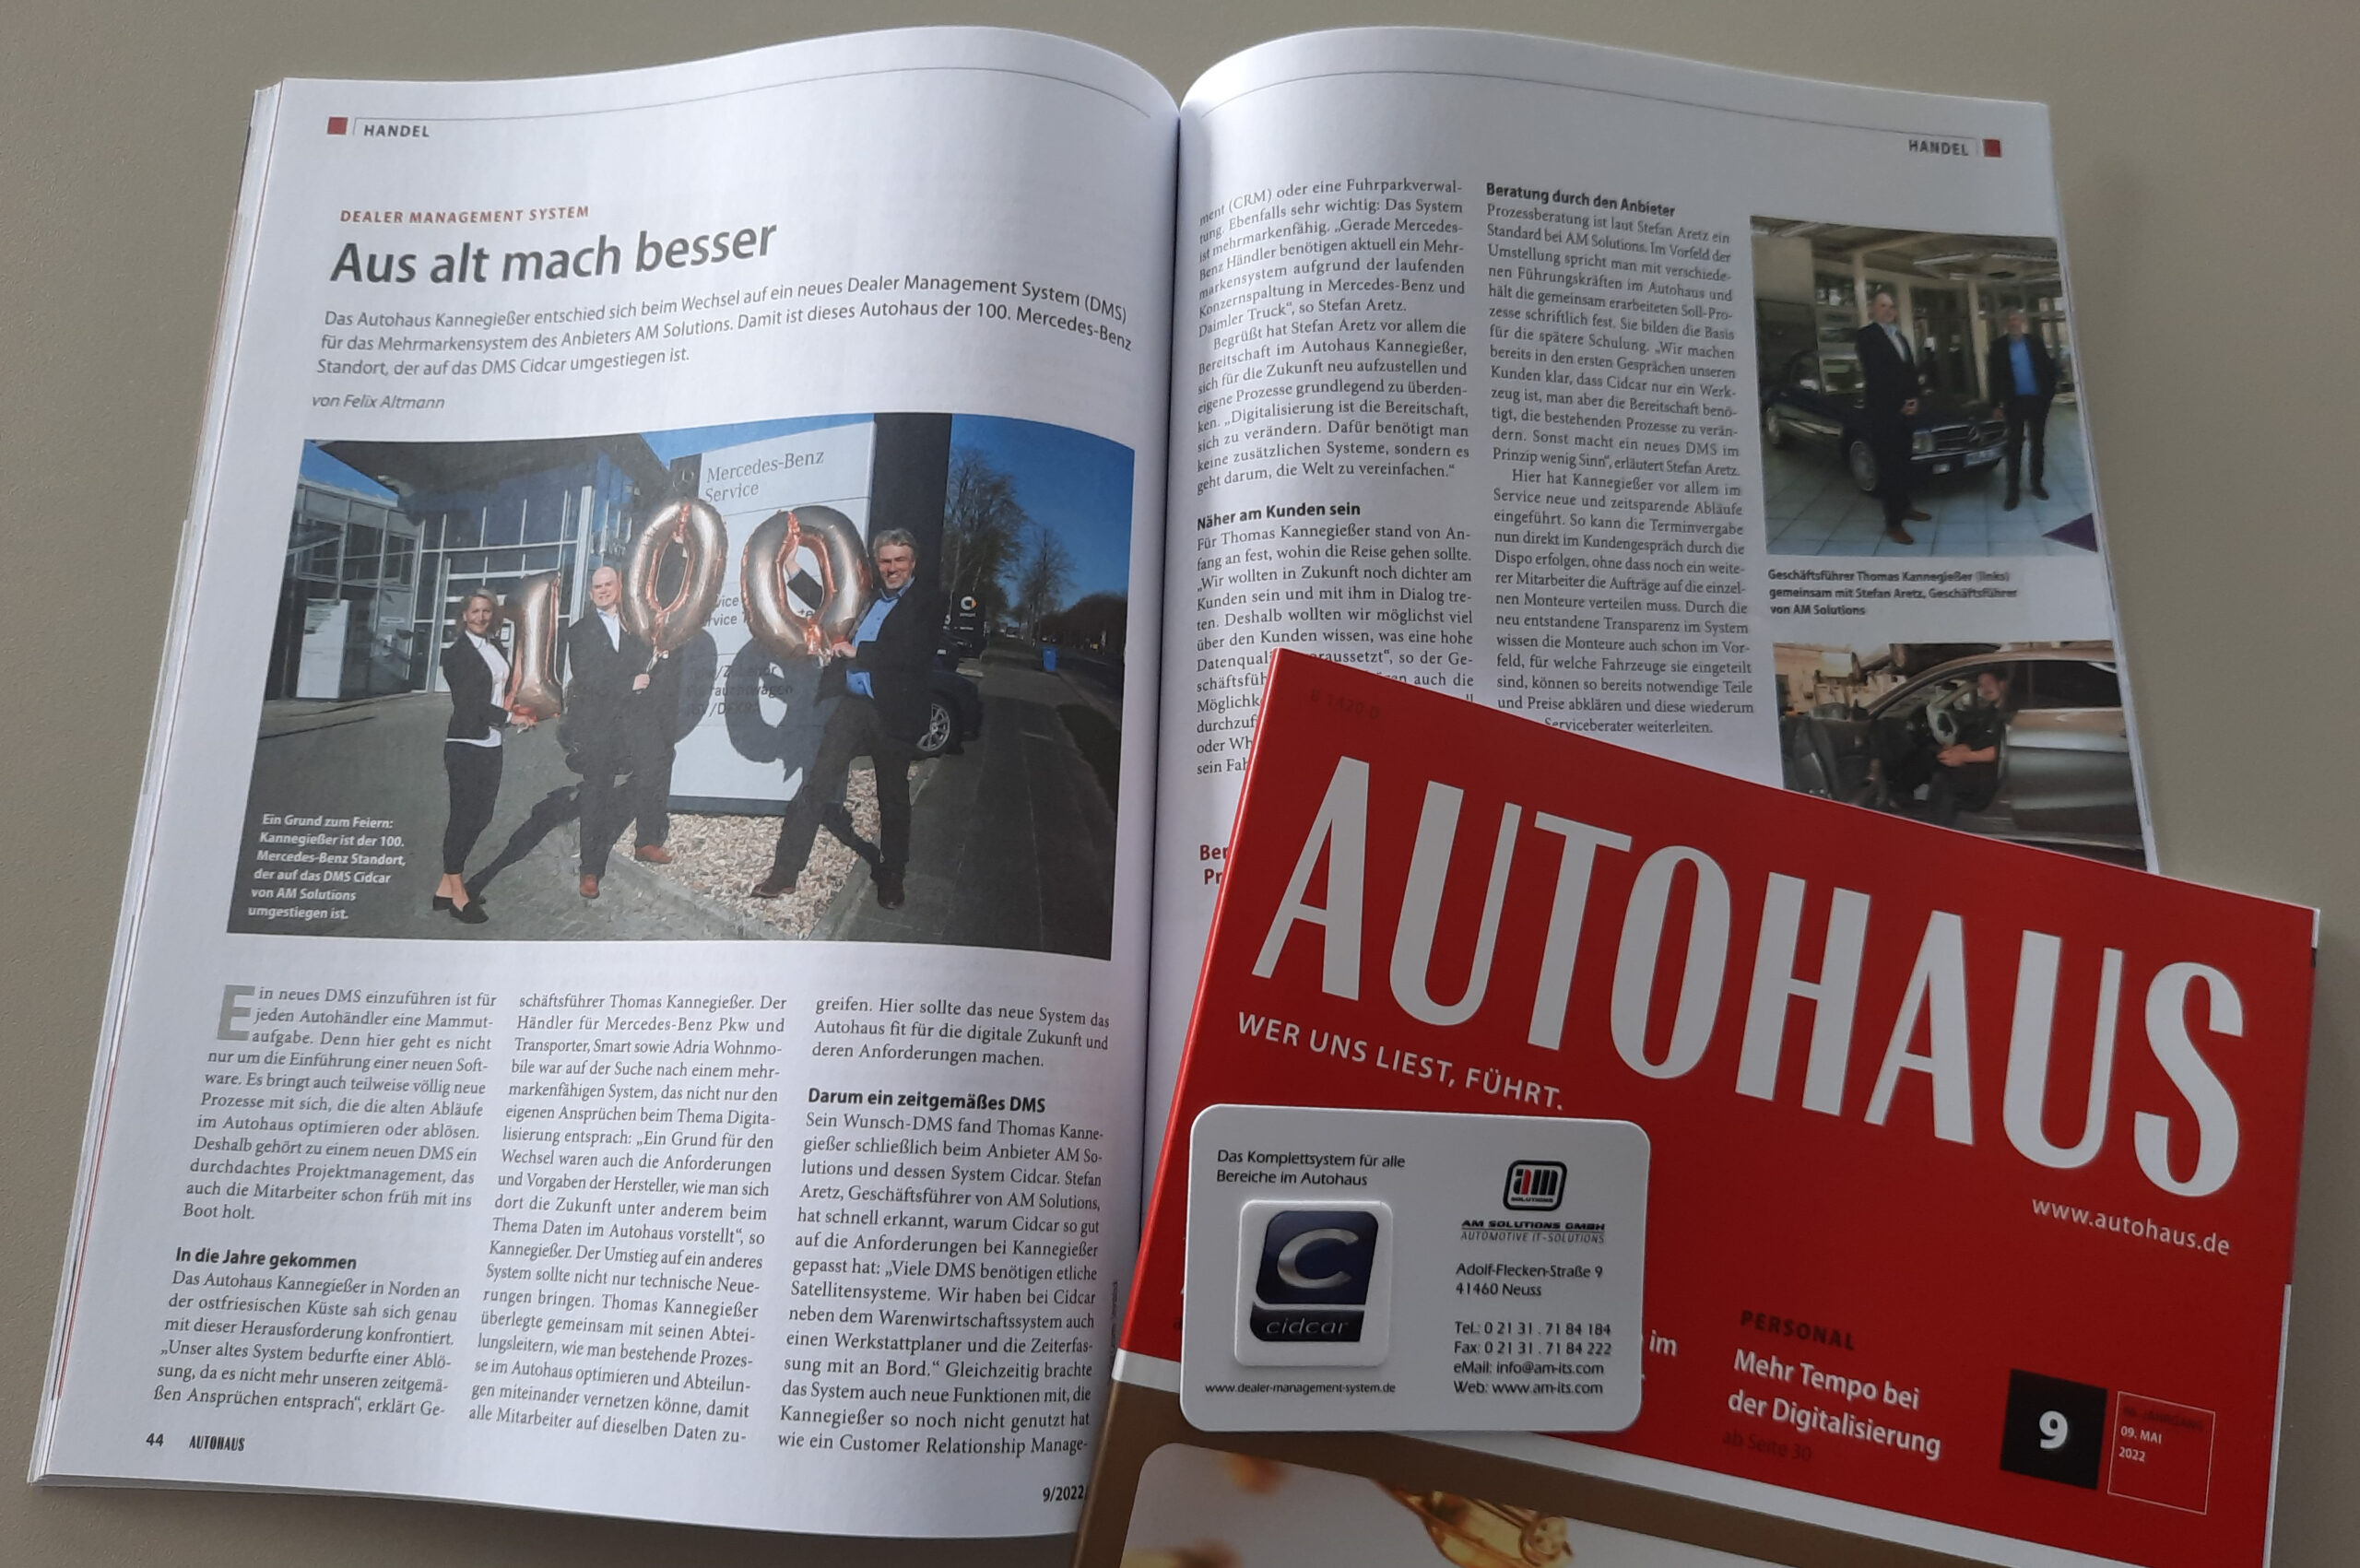 HANDEL
DEALER MANAGEMENT SYSTEM
Aus alt mach besser
Das Autohaus Kannegießer entschied sich beim Wechsel auf ein neues Dealer Management System (DMS)
für das Mehrmarkensystem des Anbieters AM Solutions. Damit ist dieses Autohaus der 100. Mercedes-Benz
Standort, der auf das DMS Cidcar umgestiegen ist.
von Felix Altmann
Mercedes-Benz
Service
Ein Grund zum Feiern:
Kannegießer ist der 100.
Mercedes-Benz Standort,
der auf das DMS Cidcar
von AM Solutions
umgestiegen ist.
Ein neues DMS einzuführen ist für
jeden Autohändler eine Mammut-
aufgabe. Denn hier geht es nicht
nur um die Einführung einer neuen Soft-
ware. Es bringt auch teilweise völlig neue
Prozesse mit sich, die die alten Abläufe
im Autohaus optimieren oder ablösen.
Deshalb gehört zu einem neuen DMS ein
durchdachtes Projektmanagement, das
auch die Mitarbeiter schon früh mit ins
Boot holt.
In die Jahre gekommen
Das Autohaus Kannegießer in Norden an
der ostfriesischen Küste sah sich genau
mit dieser Herausforderung konfrontiert.
„Unser altes System bedurfte einer Ablö-
sung, da es nicht mehr unseren zeitgemä-
ßen Ansprüchen entsprach“, erklärt Ge-
schäftsführer Thomas Kannegießer. Der
Händler für Mercedes-Benz Pkw und
Transporter, Smart sowie Adria Wohnmo-
bile war auf der Suche nach einem mehr-
markenfähigen System, das nicht nur den
eigenen Ansprüchen beim Thema Digita-
lisierung entsprach: „Ein Grund für den
Wechsel waren auch die Anforderungen
und Vorgaben der Hersteller, wie man sich
dort die Zukunft unter anderem beim
Thema Daten im Autohaus vorstellt“, so
Kannegießer. Der Umstieg auf ein anderes
System sollte nicht nur technische Neue-
rungen bringen. Thomas Kannegießer
überlegte gemeinsam mit seinen Abtei-
lungsleitern, wie man bestehende Prozes-
se im Autohaus optimieren und Abteilun-
gen miteinander vernetzen könne, damit
alle Mitarbeiter auf dieselben Daten zu-
greifen. Hier sollte das neue System das
Autohaus fit für die digitale Zukunft und
deren Anforderungen machen.
Darum ein zeitgemäßes DMS
Sein Wunsch-DMS fand Thomas Kanne-
gießer schließlich beim Anbieter AM So-
lutions und dessen System Cidcar. Stefan
Aretz, Geschäftsführer von AM Solutions,
hat schnell erkannt, warum Cidcar so gut
auf die Anforderungen bei Kannegießer
gepasst hat: „Viele DMS benötigen etliche
Satellitensysteme. Wir haben bei Cidcar
neben dem Warenwirtschaftssystem auch
einen Werkstattplaner und die Zeiterfas-
sung mit an Bord.“ Gleichzeitig brachte
das System auch neue Funktionen mit, die
Kannegießer so noch nicht genutzt hat
wie ein Customer Relationship Manage-
44 AUTOHAUS
9/2022
HANDEL
ment (CRM) oder eine Fuhrparkverwal-
tung. Ebenfalls sehr wichtig: Das System
ist mehrmarkenfähig. „Gerade Mercedes-
Benz Händler benötigen aktuell ein Mehr-
markensystem aufgrund der laufenden
Konzernspaltung in Mercedes-Benz und
Daimler Truck“, so Stefan Aretz.
Begrüßt hat Stefan Aretz vor allem die
Bereitschaft im Autohaus Kannegießer,
sich für die Zukunft neu aufzustellen und
eigene Prozesse grundlegend zu überden-
ken. „Digitalisierung ist die Bereitschaft,
sich zu verändern. Dafür benötigt man
keine zusätzlichen Systeme, sondern es
geht darum, die Welt zu vereinfachen.“
Näher am Kunden sein
Für Thomas Kannegießer stand von An-
fang an fest, wohin die Reise gehen sollte.
„Wir wollten in Zukunft noch dichter am
Kunden sein und mit ihm in Dialog tre-
ten. Deshalb wollten wir möglichst viel
über den Kunden wissen, was eine hohe
Datenqual raussetzt“, so der Ge-
schäftsfüh auch die
Möglichk
durchzuf
oder Wh
sein Fah
Ber
Pr
Beratung durch den Anbieter
Prozessberatung ist laut Stefan Aretz ein
Standard bei AM Solutions. Im Vorfeld der
Umstellung spricht man mit verschiede-
nen Führungskräften im Autohaus und
hält die gemeinsam erarbeiteten Soll-Pro-
zesse schriftlich fest. Sie bilden die Basis
für die spätere Schulung. „Wir machen
bereits in den ersten Gesprächen unseren
Kunden klar, dass Cidcar nur ein Werk-
zeug ist, man aber die Bereitschaft benö-
tigt, die bestehenden Prozesse zu verän-
dern. Sonst macht ein neues DMS im
Prinzip wenig Sinn“, erläutert Stefan Aretz.
Hier hat Kannegießer vor allem im
Service neue und zeitsparende Abläufe
eingeführt. So kann die Terminvergabe
nun direkt im Kundengespräch durch die
Dispo erfolgen, ohne dass noch ein weite-
rer Mitarbeiter die Aufträge auf die einzel-
nen Monteure verteilen muss. Durch die
neu entstandene Transparenz im System
wissen die Monteure auch schon im Vor-
feld, für welche Fahrzeuge sie eingeteilt
sind, können so bereits notwendige Teile
und Preise abklären und diese wiederum
Serviceberater weiterleiten.
Geschäftsführer Thomas Kannegießer (links)
gemeinsam mit Stefan Aretz, Geschäftsführer
von AM Solutions
AUTOHAUS
WER UNS LIEST, FÜHRT.
www.autohaus.de
Das Komplettsystem für alle
Bereiche im Autohaus
C
cidcar
www.dealer-management-system.de
am
SOLUTIONS
AM SOLUTIONS GMBH
AUTOMOTIVE IT-SOLUTIONS
Adolf-Flecken-Straße 9
41460 Neuss
Tel.: 0 21 31 . 71 84 184
Fax: 0 21 31 . 71 84 222
eMail: info@am-its.com
Web: www.am-its.com
im
PERSONAL
Mehr Tempo bei
der Digitalisierung
ab Seite 30
9
09. MAI
2022